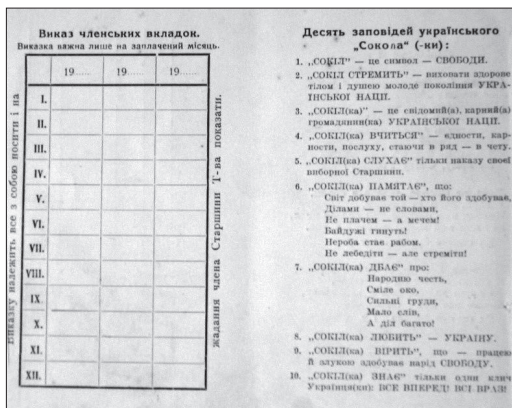 Виказ членських вкладок.
Виказка важна лише на заплачений місяць.
Виказку належить все з собою носити і на
19...... 19...... 19......
I.
II.
III.
IV.
V.
VI.
VII.
VIII.
IX.
X.
XI.
XII.
жадання члена Старшини Т-ва показати.
Десять заповідей українського
„Сокола“ (-ки):
1. „СОКІЛ” — це символ — СВОБОДИ.
2. „СОКІЛ СТРЕМИТЬ” — виховати здорове
тілом і душею молоде покоління УКРА-
ЇНСЬКОЇ НАЦІЇ.
3. „СОКІЛ(ка)” — це свідомий(а), карний(а)
громадянин(ка) УКРАЇНСЬКОЇ НАЦІЇ.
4. „СОКІЛ(ка) ВЧИТЬСЯ” — єдности, кар-
ности, послуху, стаючи в ряд — в чету.
5. „СОКІЛ(ка) СЛУХАЄ” тільки наказу своєї
виборної Старшини.
6. „СОКІЛ(ка) ПАМЯТАЄ”, що:
Світ добуває той — хто його здобуває,
Ділами — не словами,
Не плачем — а мечем!
Байдужі гинуть!
Нероба стає рабом.
Не лебедіти — але стреміти!
7. „СОКІЛ(ка) ДБАЄ” про:
Народню честь,
Сміле око,
Сильні груди,
Мало слів,
А діл багато!
8. „СОКІЛ(ка) ЛЮБИТЬ” — УКРАЇНУ.
9. „СОКІЛ(ка) ВІРИТЬ”, що — працею
й злукою здобуває нарід СВОБОДУ.
10. „СОКІЛ(ка) ЗНАЄ” тільки один клич
Українця(ки): ВСЕ ВПЕРЕД! ВСІ ВРАЗ!